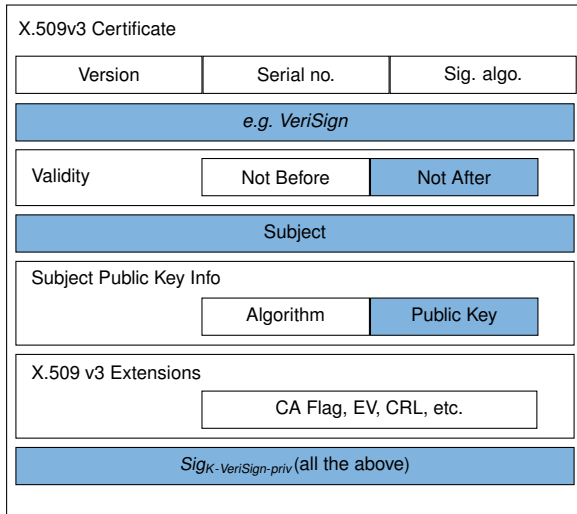 X.509v3 Certificate
Version Serial no. Sig. algo.
e.g. VeriSign
Validity Not Before Not After
Subject
Subject Public Key Info
Algorithm Public Key
X.509 v3 Extensions
CA Flag, EV, CRL, etc.
Sig K-VeriSign-priv (all the above)